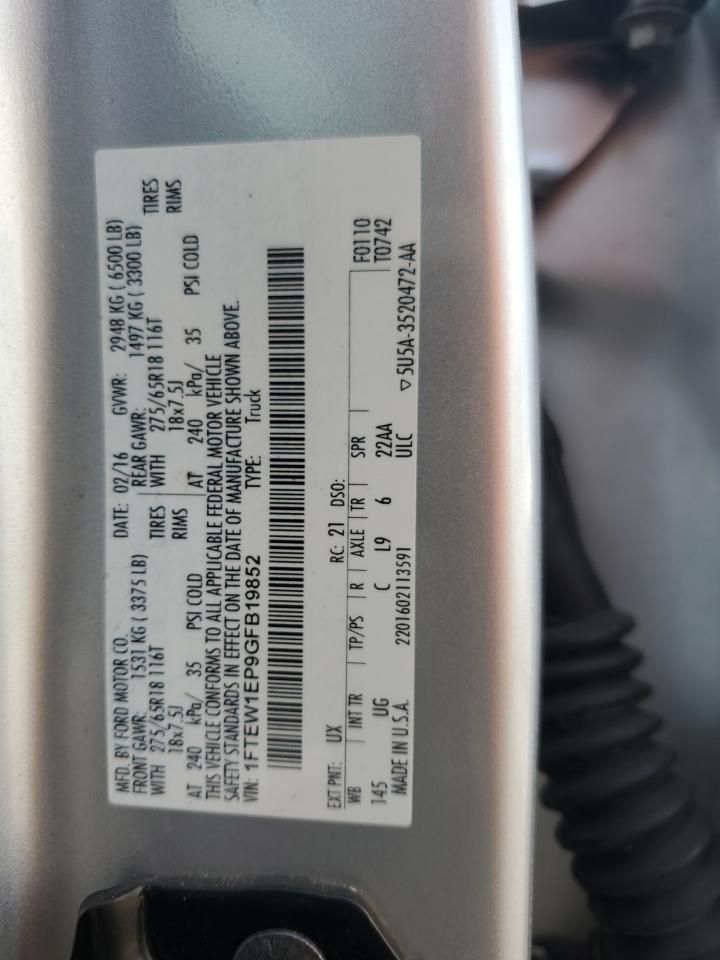 MFD. BY FORD MOTOR CO. DATE: 02/16 GVWR: 2948 KG ( 6500 LB)
FRONT GAWR: 1531 KG ( 3375 LB) REAR GAWR: 1497 KG ( 3300 LB)
WITH 275/65R18 116T TIRES WITH 275/65R18 116T TIRES
18x7.5J RIMS 18x7.5J RIMS
AT 240 kPa/ 35 PSI COLD AT 240 kPa/ 35 PSI COLD
THIS VEHICLE CONFORMS TO ALL APPLICABLE FEDERAL MOTOR VEHICLE
SAFETY STANDARDS IN EFFECT ON THE DATE OF MANUFACTURE SHOWN ABOVE.
VIN: 1FTEW1EP9GFB19852 TYPE: Truck
EXT PNT: UX RC: 21 DSO:
WB INT TR TP/PS R AXLE TR SPR F0110
145 UG C L9 6 22AA T0742
MADE IN U.S.A. 2201602113591 ULC ▽5U5A-3520472-AA